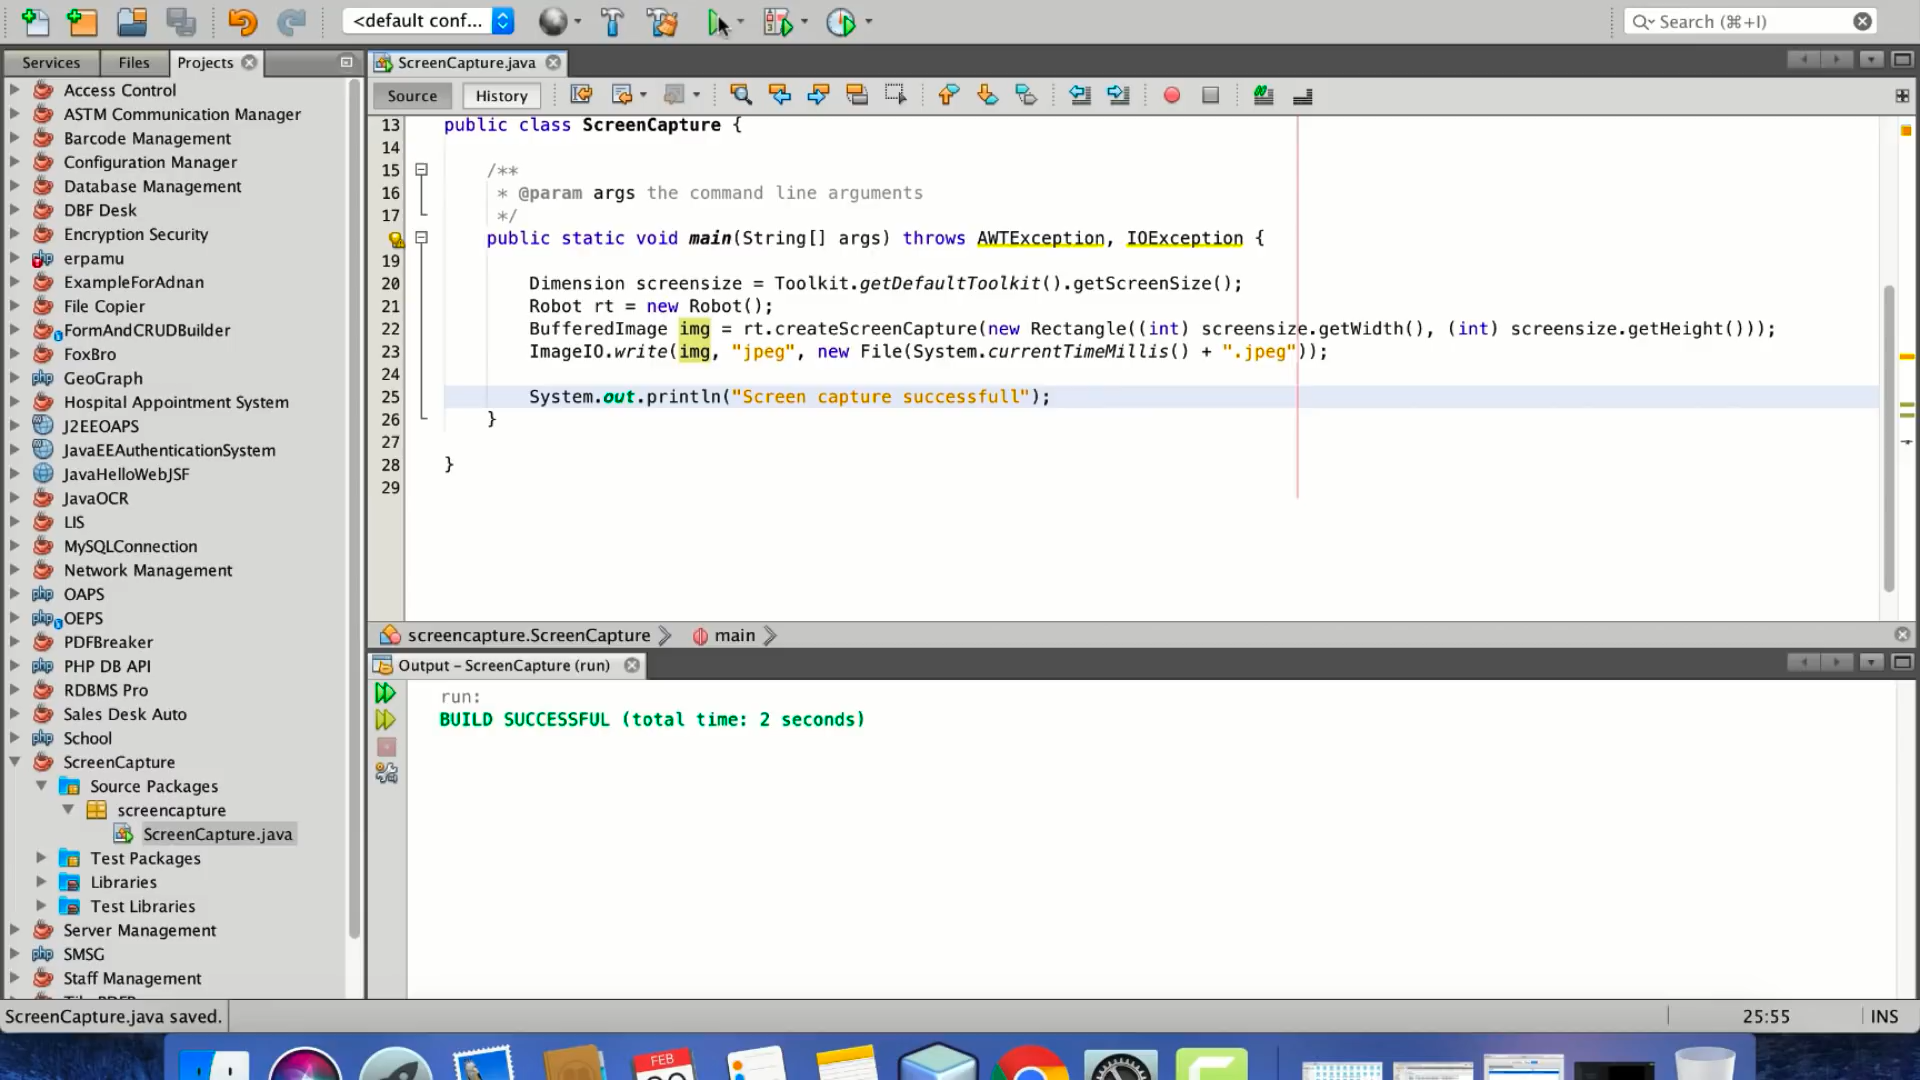 <default conf...
Search (⌘+I)
Services
Files
Projects
ScreenCapture.java
Source
History
Access Control
ASTM Communication Manager
Barcode Management
Configuration Manager
Database Management
DBF Desk
Encryption Security
erpamu
ExampleForAdnan
File Copier
FormAndCRUDBuilder
FoxBro
GeoGraph
Hospital Appointment System
J2EEOAPS
JavaEEAuthenticationSystem
JavaHelloWebJSF
JavaOCR
LIS
MySQLConnection
Network Management
OAPS
OEPS
PDFBreaker
PHP DB API
RDBMS Pro
Sales Desk Auto
School
ScreenCapture
Source Packages
screencapture
ScreenCapture.java
Test Packages
Libraries
Test Libraries
Server Management
SMSG
Staff Management
13 public class ScreenCapture {
14
15 /**
16 * @param args the command line arguments
17 */
public static void main(String[] args) throws AWTException, IOException {
19
20 Dimension screensize = Toolkit.getDefaultToolkit().getScreenSize();
21 Robot rt = new Robot();
22 BufferedImage img = rt.createScreenCapture(new Rectangle((int) screensize.getWidth(), (int) screensize.getHeight()));
23 ImageIO.write(img, "jpeg", new File(System.currentTimeMillis() + ".jpeg"));
24
25 System.out.println("Screen capture successfull");
26 }
27
28 }
29
screencapture.ScreenCapture
main
Output - ScreenCapture (run)
run:
BUILD SUCCESSFUL (total time: 2 seconds)
ScreenCapture.java saved.
25:55
INS
FEB